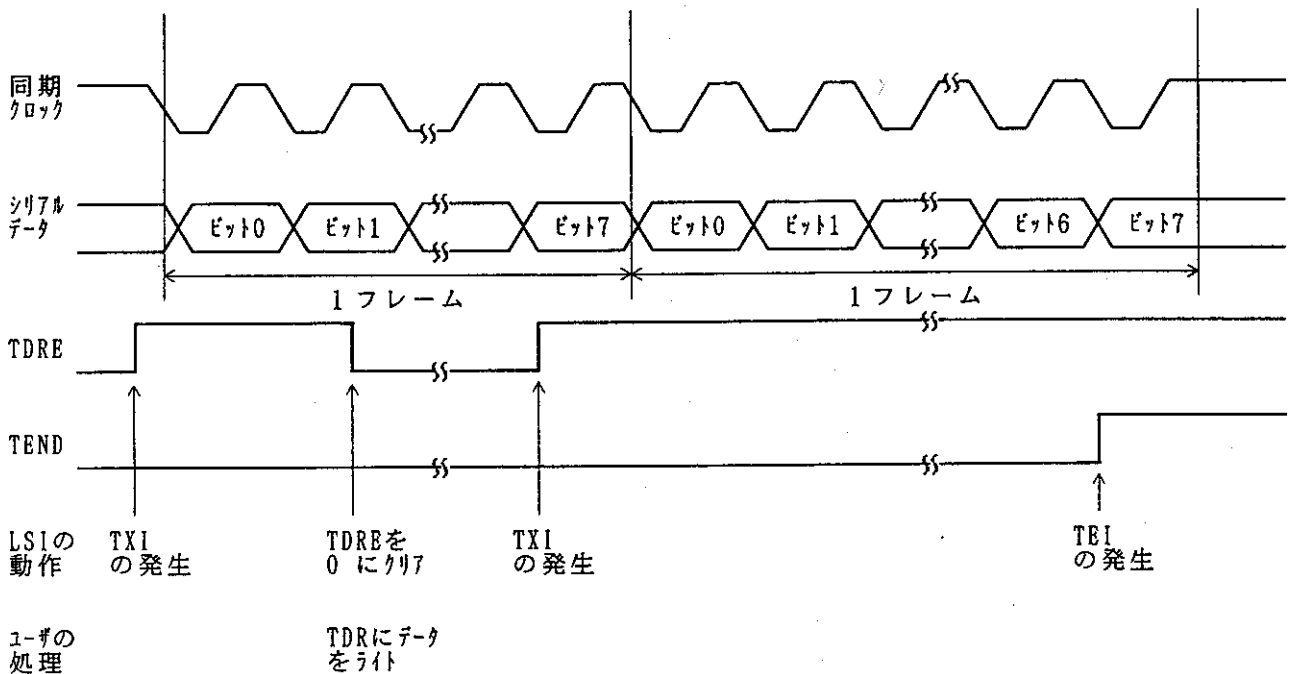 同期
クロック
シリアル
データ
ビット0 ビット1 ビット7 ビット0 ビット1 ビット6 ビット7
1フレーム 1フレーム
TDRE
TEND
LSIの
動作
TXI
の発生
TDREを
0にクリア
TXI
の発生
TEI
の発生
ユーザの
処理
TDRにデータ
をライト